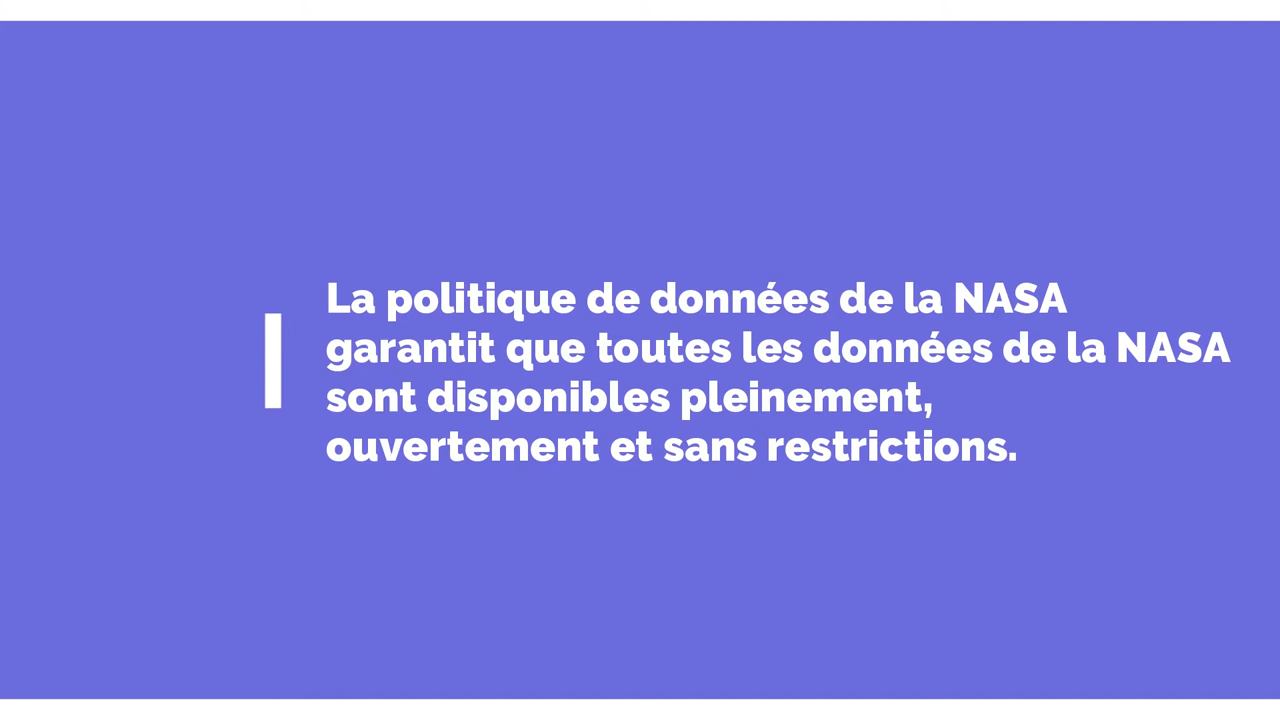 La politique de données de la NASA
garantit que toutes les données de la NASA
sont disponibles pleinement,
ouvertement et sans restrictions.